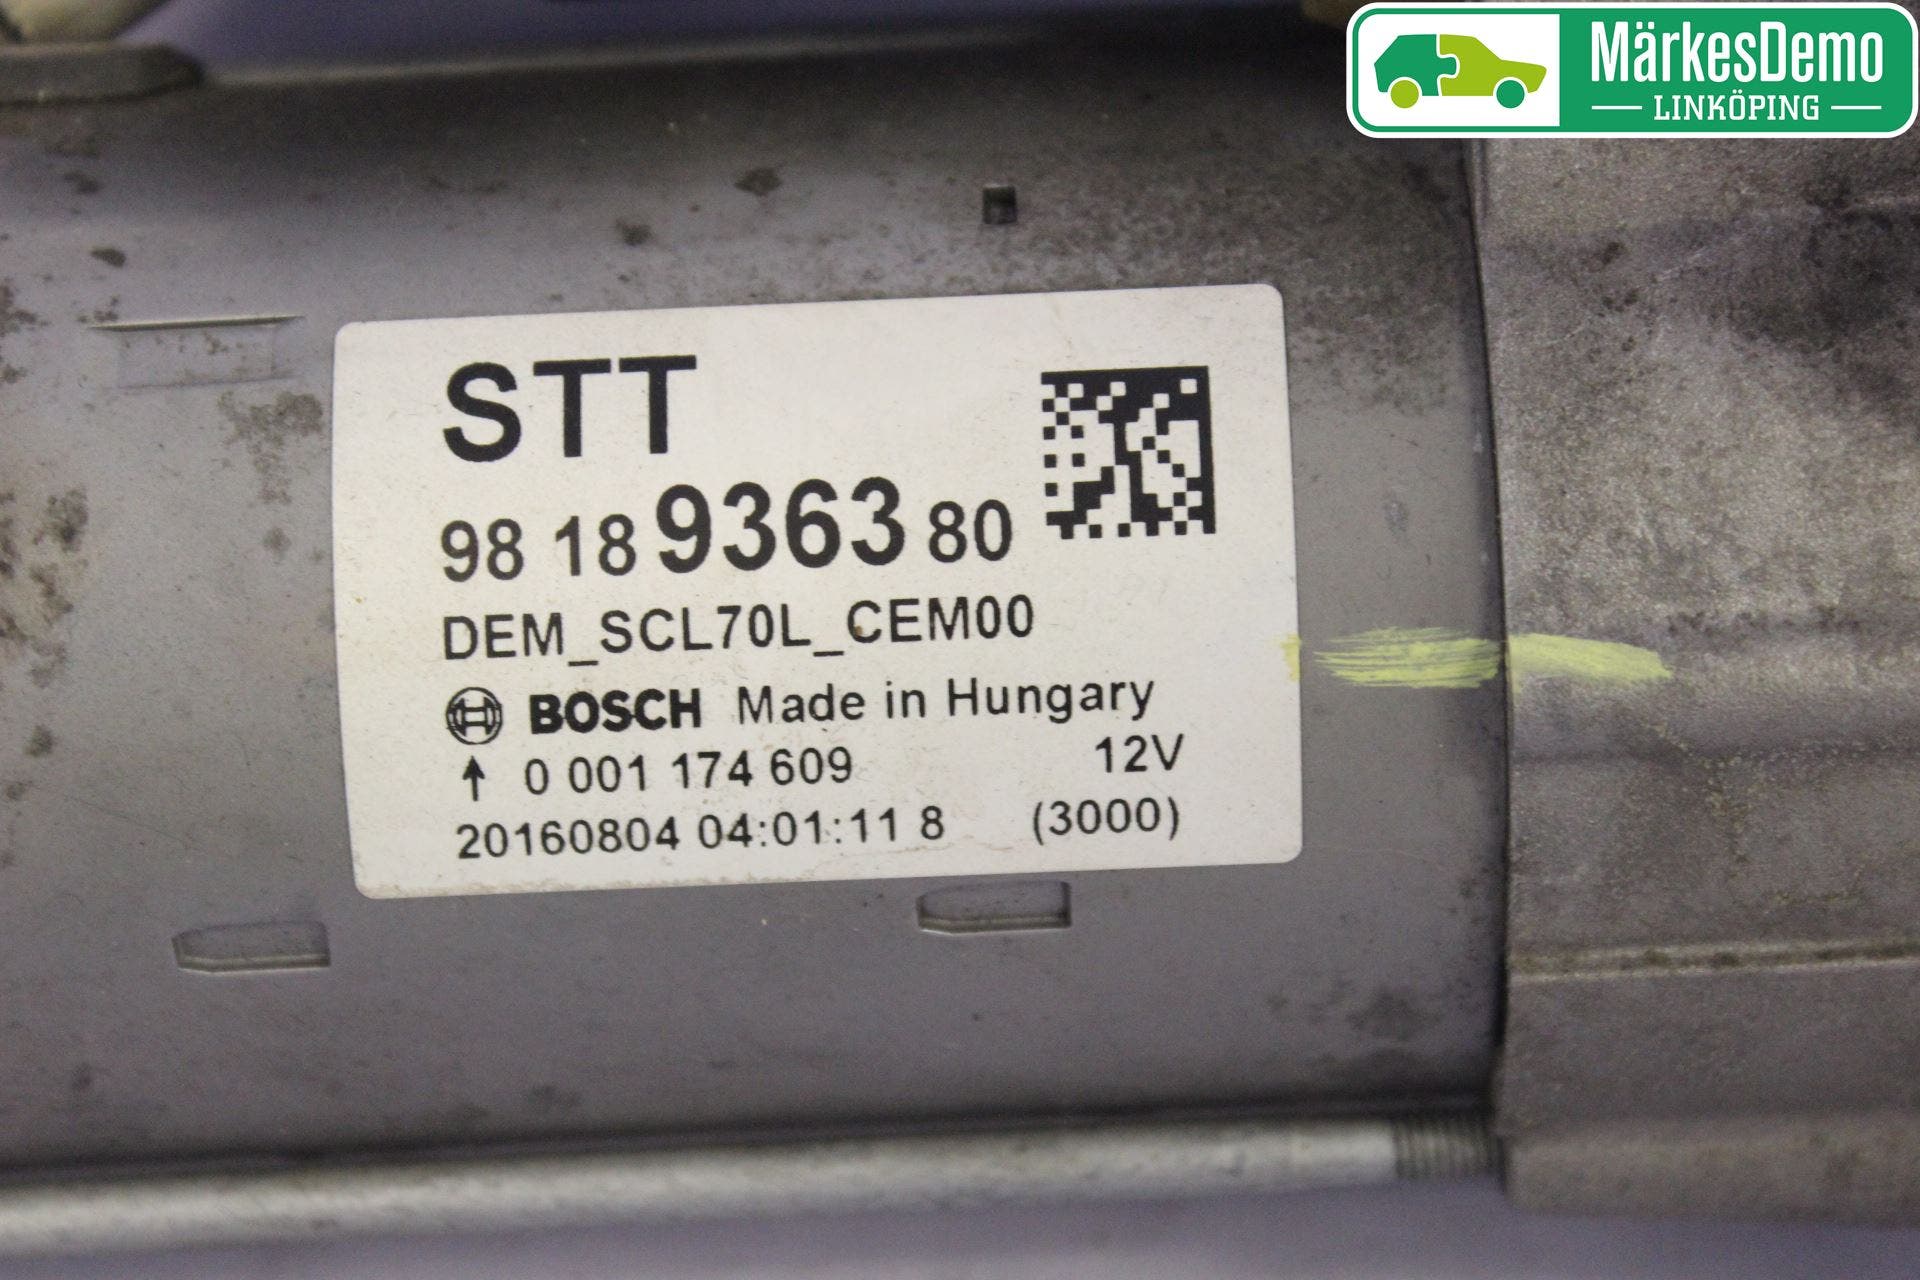 MärkesDemo
LINKÖPING
STT
98 18 9363 80
DEM_SCL70L_CEM00
BOSCH Made in Hungary
↑ 0 001 174 609 12V
20160804 04:01:11 8 (3000)